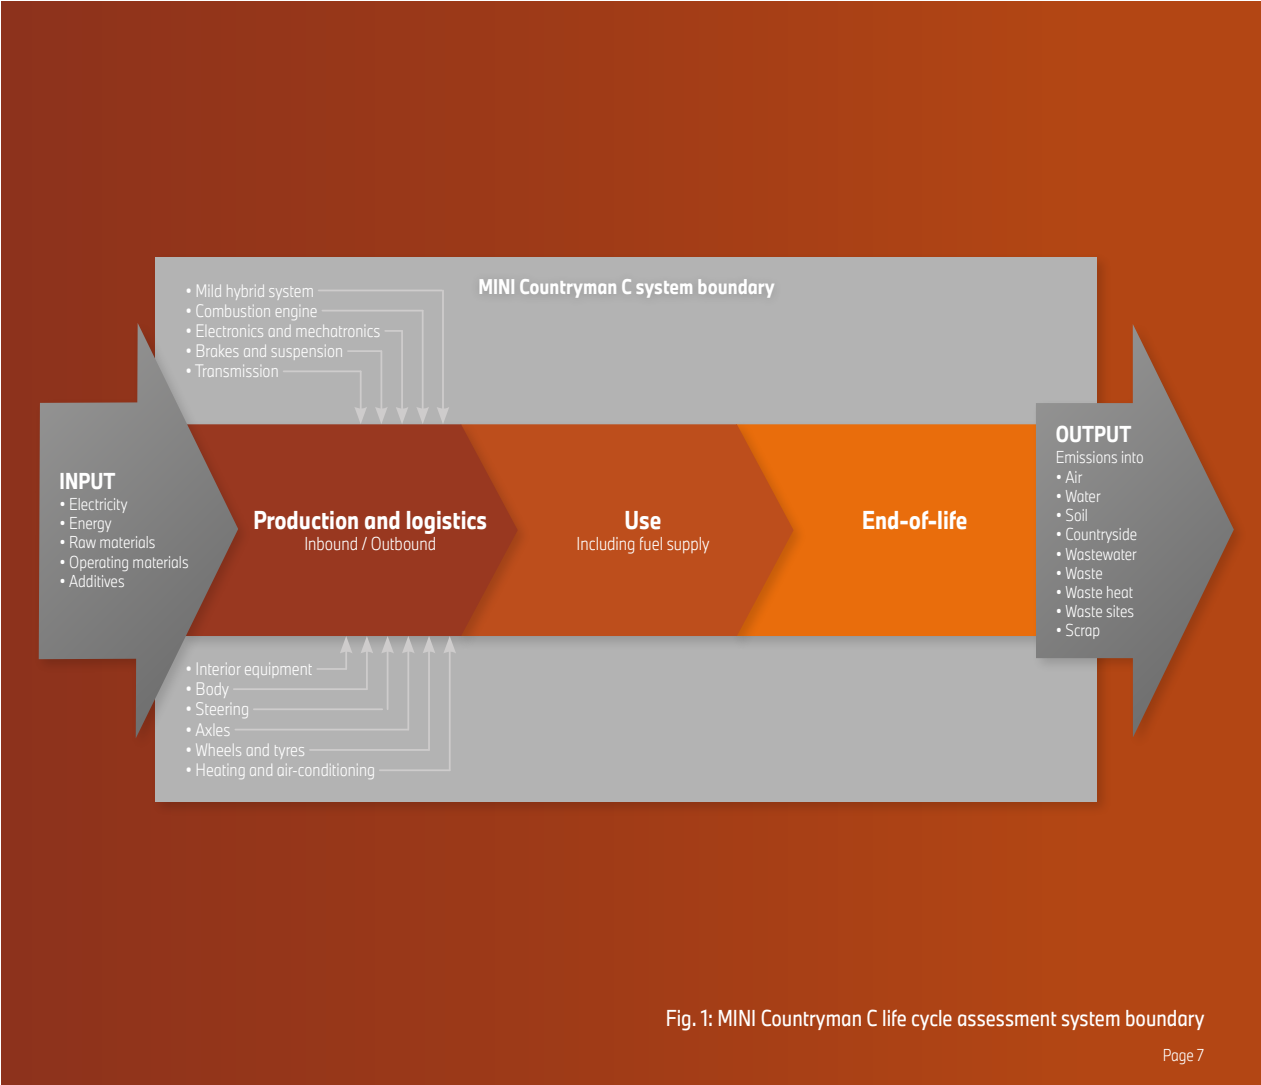 MINI Countryman C system boundary
• Mild hybrid system
• Combustion engine
• Electronics and mechatronics
• Brakes and suspension
• Transmission
INPUT
• Electricity
• Energy
• Raw materials
• Operating materials
• Additives
Production and logistics
Inbound / Outbound
Use
Including fuel supply
End-of-life
OUTPUT
Emissions into
• Air
• Water
• Soil
• Countryside
• Wastewater
• Waste
• Waste heat
• Waste sites
• Scrap
• Interior equipment
• Body
• Steering
• Axles
• Wheels and tyres
• Heating and air-conditioning
Fig. 1: MINI Countryman C life cycle assessment system boundary
Page 7